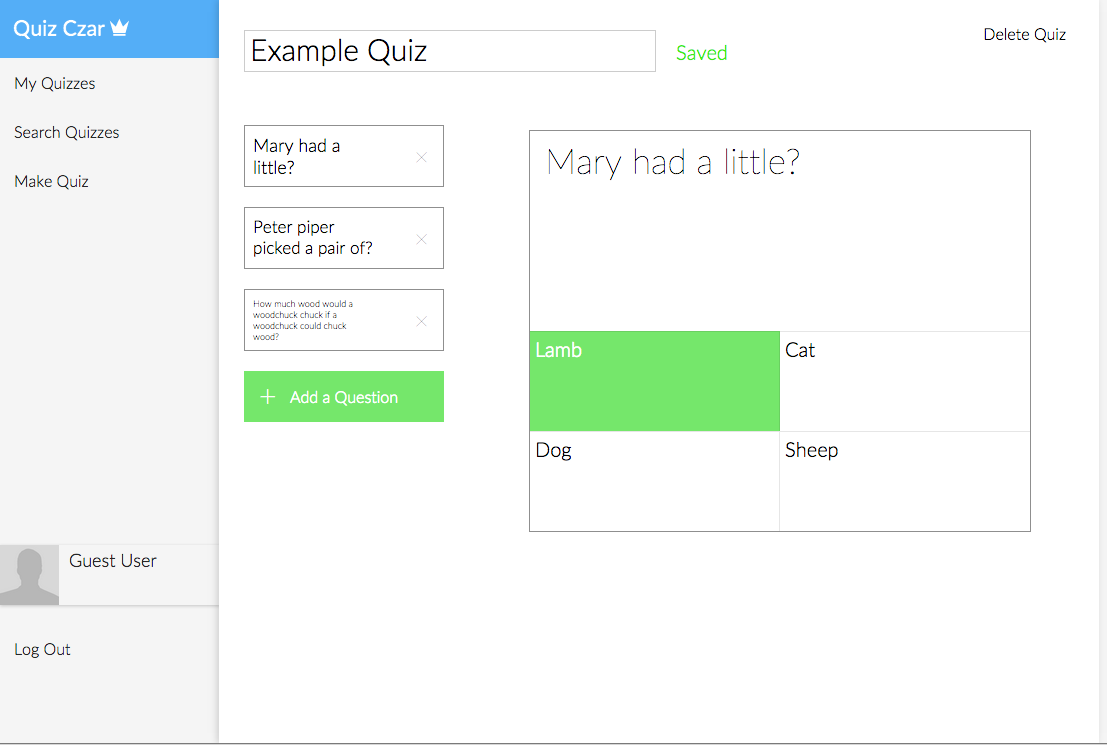 Quiz Czar
My Quizzes
Search Quizzes
Make Quiz
Guest User
Log Out
Example Quiz
Saved
Delete Quiz
Mary had a
little?
Peter piper
picked a pair of?
How much wood would a
woodchuck chuck if a
woodchuck could chuck
wood?
Add a Question
Mary had a little?
Lamb
Cat
Dog
Sheep